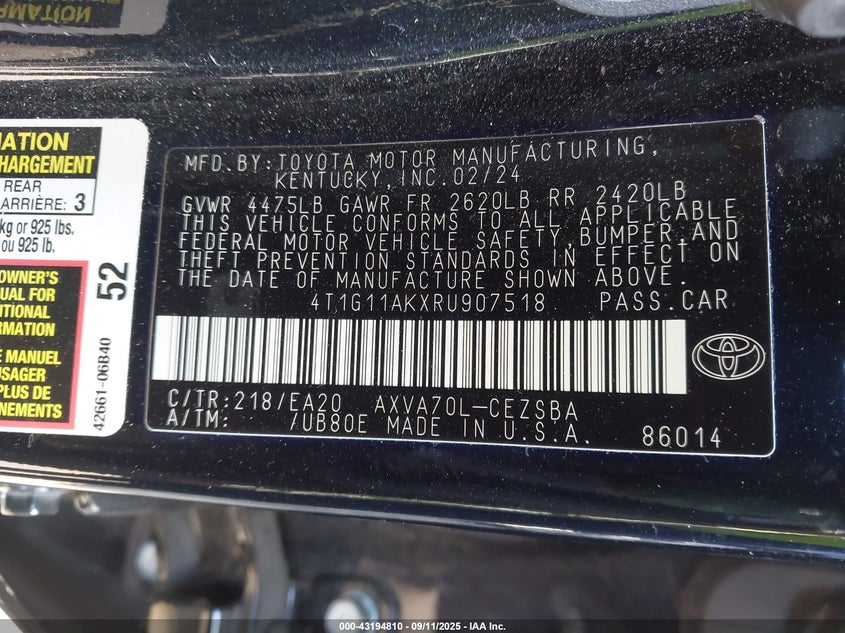 MATION
CHARGEMENT
REAR
ARRIÈRE: 3
kg or 925 lbs.
ou 925 lb.
OWNER'S
UAL FOR
ITIONAL
RMATION
E MANUEL
USAGER
PLUS DE
NEMENTS
52
42661-06B40
MFD.BY:TOYOTA MOTOR MANUFACTURING,
KENTUCKY,INC.02/24
GVWR 4475LB GAWR FR 2620LB RR 2420LB
THIS VEHICLE CONFORMS TO ALL APPLICABLE
FEDERAL MOTOR VEHICLE SAFETY,BUMPER,AND
THEFT PREVENTION STANDARDS IN EFFECT ON
THE DATE OF MANUFACTURE SHOWN ABOVE.
4T1G11AKXRU907518 PASS.CAR
C/TR:218/EA20 AXVA70L-CEZSBA
A/TM: /UB80E MADE IN U.S.A. 86014
000-43194810 - 09/11/2025 - IAA Inc.